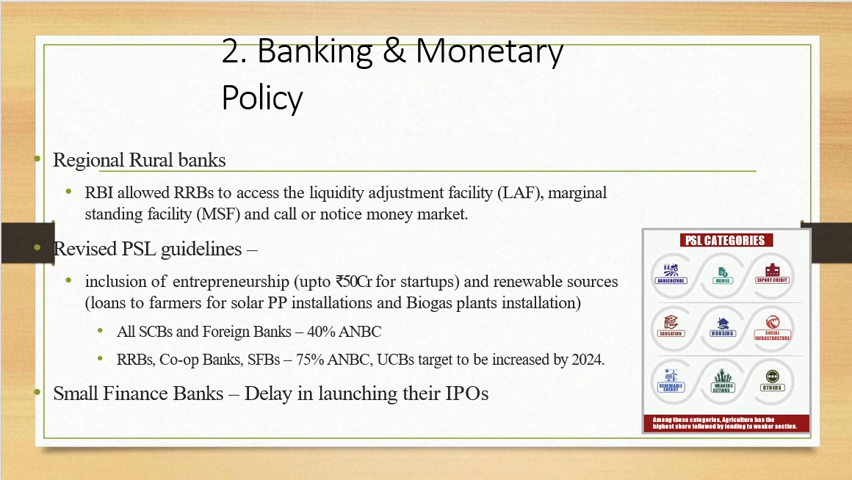 2. Banking & Monetary
Policy
• Regional Rural banks
• RBI allowed RRBs to access the liquidity adjustment facility (LAF), marginal
standing facility (MSF) and call or notice money market.
• Revised PSL guidelines –
• inclusion of entrepreneurship (upto ₹50Cr for startups) and renewable sources
(loans to farmers for solar PP installations and Biogas plants installation)
• All SCBs and Foreign Banks – 40% ANBC
• RRBs, Co-op Banks, SFBs – 75% ANBC, UCBs target to be increased by 2024.
• Small Finance Banks – Delay in launching their IPOs
PSL CATEGORIES
AGRICULTURE
MSMES
EXPORT CREDIT
EDUCATION
HOUSING
SOCIAL
INFRASTRUCTURE
RENEWABLE
ENERGY
WEAKER
SECTIONS
OTHERS
Among these categories, Agriculture has the
highest share followed by lending to weaker section.